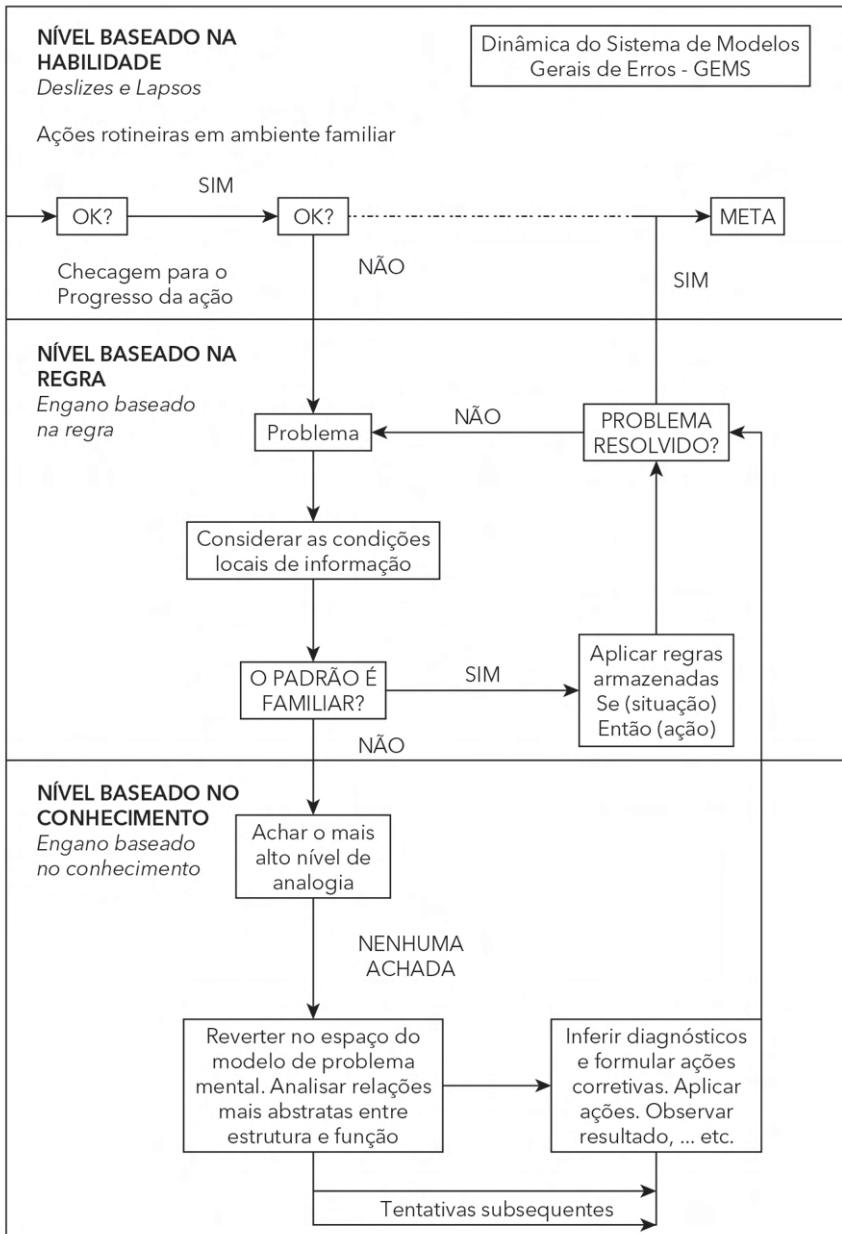 NÍVEL BASEADO NA
HABILIDADE
Deslizes e Lapsos
Dinâmica do Sistema de Modelos
Gerais de Erros - GEMS
Ações rotineiras em ambiente familiar
SIM
OK?
OK?
META
Checagem para o
Progresso da ação
NÃO
SIM
NÍVEL BASEADO NA
REGRA
Engano baseado
na regra
Problema
NÃO
PROBLEMA
RESOLVIDO?
Considerar as condições
locais de informação
O PADRÃO É
FAMILIAR?
SIM
Aplicar regras
armazenadas
Se (situação)
Então (ação)
NÃO
NÍVEL BASEADO NO
CONHECIMENTO
Engano baseado
no conhecimento
Achar o mais
alto nível de
analogia
NENHUMA
ACHADA
Reverter no espaço do
modelo de problema
mental. Analisar relações
mais abstratas entre
estrutura e função
Inferir diagnósticos
e formular ações
corretivas. Aplicar
ações. Observar
resultado, ... etc.
Tentativas subsequentes